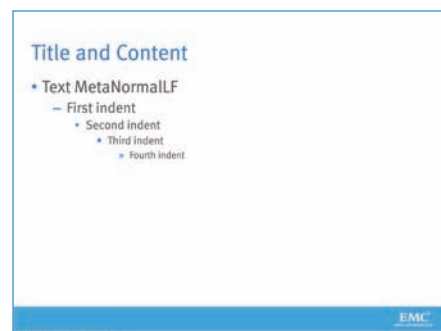 Title and Content
• Text MetaNormalLF
– First indent
• Second indent
• Third indent
» Fourth indent
EMC